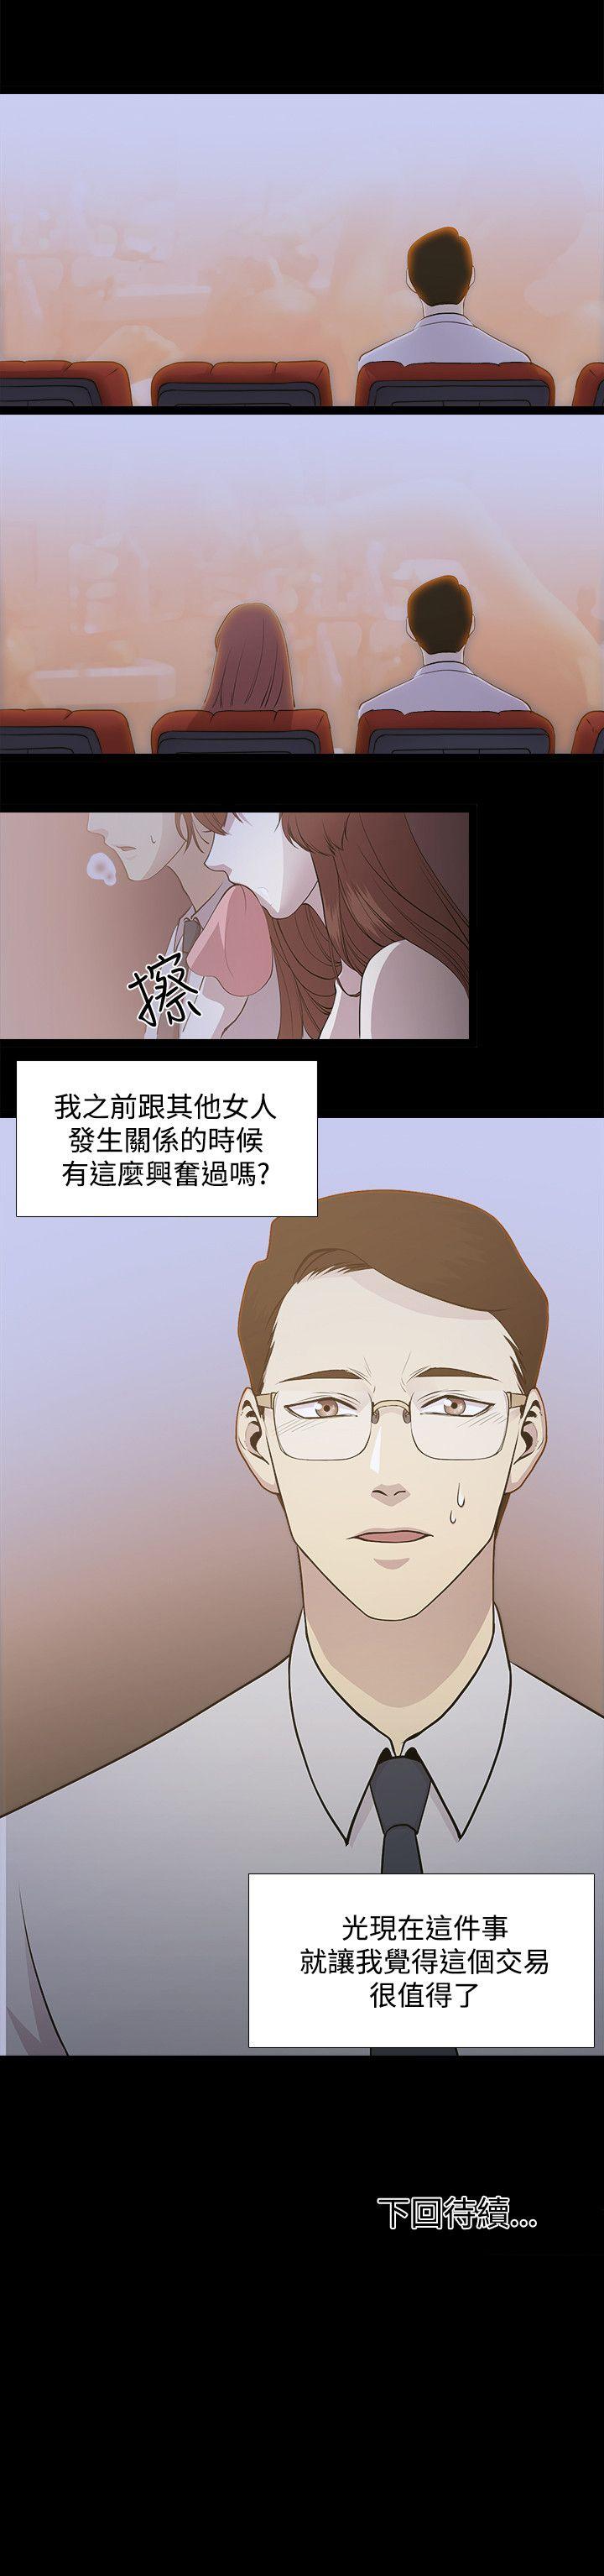 擦
我之前跟其他女人
發生關係的時候
有這麼興奮過嗎?
光現在這件事
就讓我覺得這個交易
很值得了
下回待續...